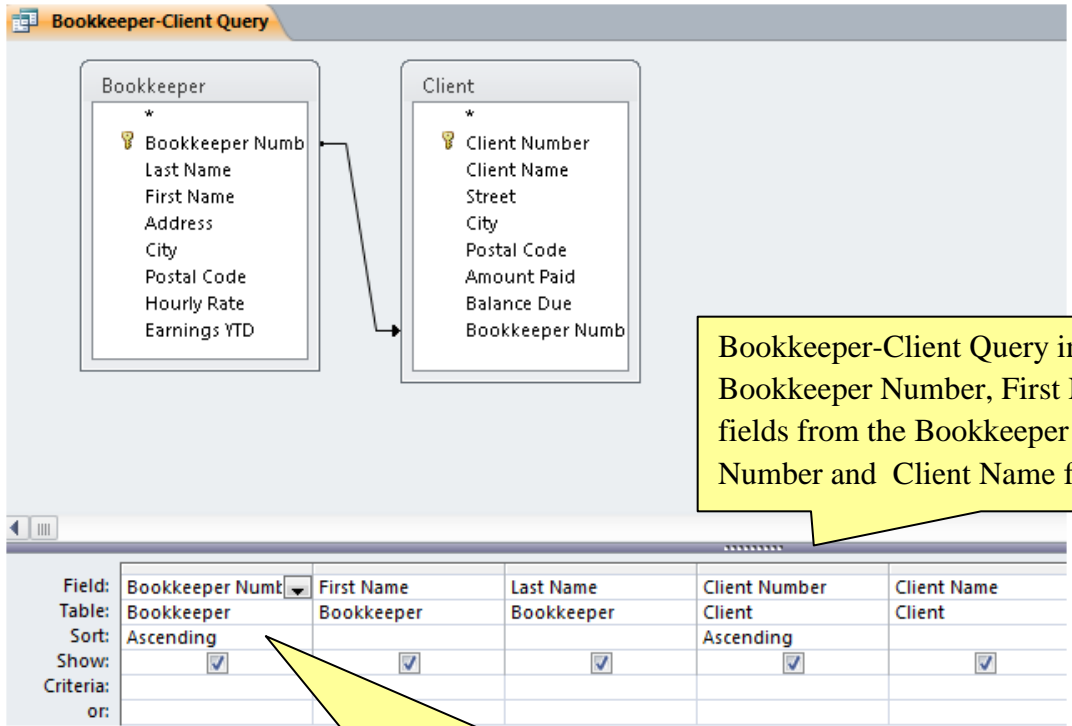 Bookkeeper-Client Query
Bookkeeper
*
Bookkeeper Numb
Last Name
First Name
Address
City
Postal Code
Hourly Rate
Earnings YTD
Client
*
Client Number
Client Name
Street
City
Postal Code
Amount Paid
Balance Due
Bookkeeper Numb
Bookkeeper-Client Query
Bookkeeper Number, First
fields from the Bookkeeper
Number and Client Name
Field: Bookkeeper Numb First Name Last Name Client Number Client Name
Table: Bookkeeper Bookkeeper Bookkeeper Client Client
Sort: Ascending Ascending
Show:
Criteria:
or: